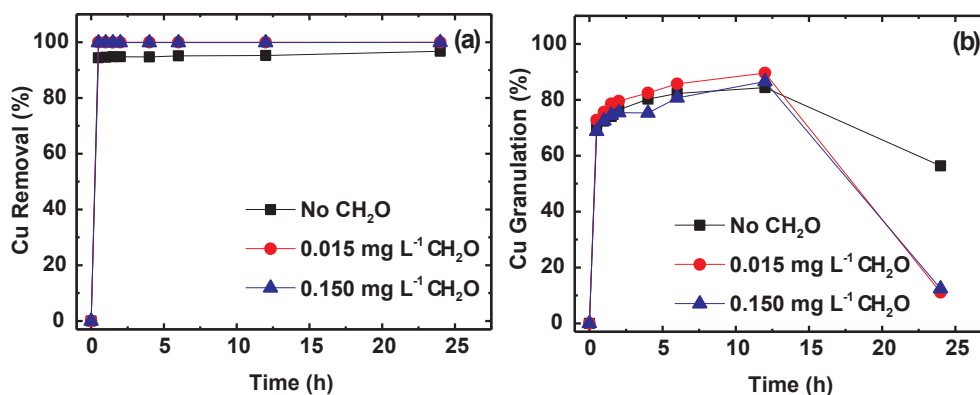 (a)
Cu Removal (%)
100
80
60
40
20
0
No CH₂O
0.015 mg L⁻¹ CH₂O
0.150 mg L⁻¹ CH₂O
0 5 10 15 20 25
Time (h)
(b)
Cu Granulation (%)
100
80
60
40
20
0
No CH₂O
0.015 mg L⁻¹ CH₂O
0.150 mg L⁻¹ CH₂O
0 5 10 15 20 25
Time (h)